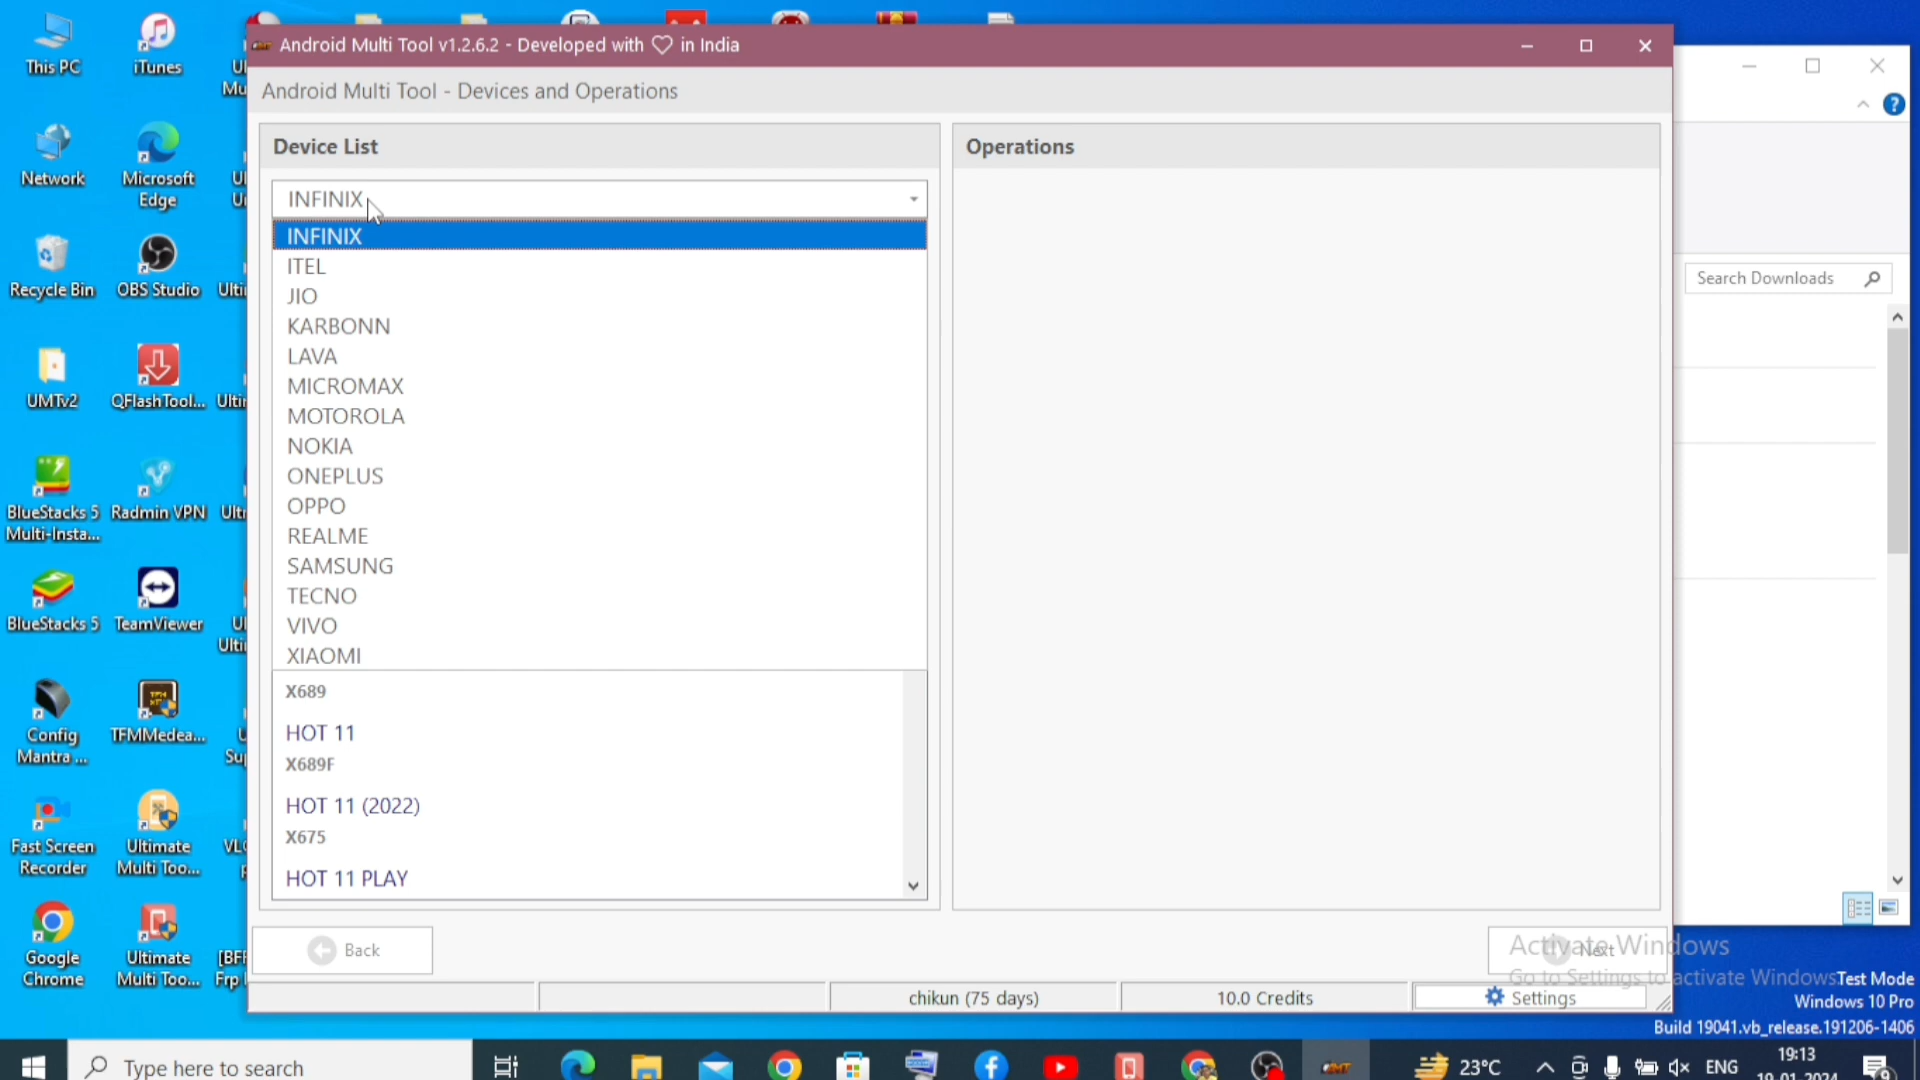 This PC
iTunes
Network
Microsoft
Edge
Recycle Bin
OBS Studio
UMTv2
QFlashTool...
BlueStacks 5
Multi-Insta...
Radmin VPN
BlueStacks 5
TeamViewer
Config
Mantra ...
TFMMedea...
Fast Screen
Recorder
Ultimate
Multi Too...
Google
Chrome
Ultimate
Multi Too...
[BFF
Frp
Android Multi Tool v1.2.6.2 - Developed with ♡ in India
Android Multi Tool - Devices and Operations
Device List
Operations
INFINIX
INFINIX
ITEL
JIO
KARBONN
LAVA
MICROMAX
MOTOROLA
NOKIA
ONEPLUS
OPPO
REALME
SAMSUNG
TECNO
VIVO
XIAOMI
X689
HOT 11
X689F
HOT 11 (2022)
X675
HOT 11 PLAY
Back
Next
chikun (75 days)
10.0 Credits
Settings
Search Downloads
Activate Windows
Go to Settings to activate Windows.
Test Mode
Windows 10 Pro
Build 19041.vb_release.191206-1406
Type here to search
23°C
ENG
19:13
19-01-2024